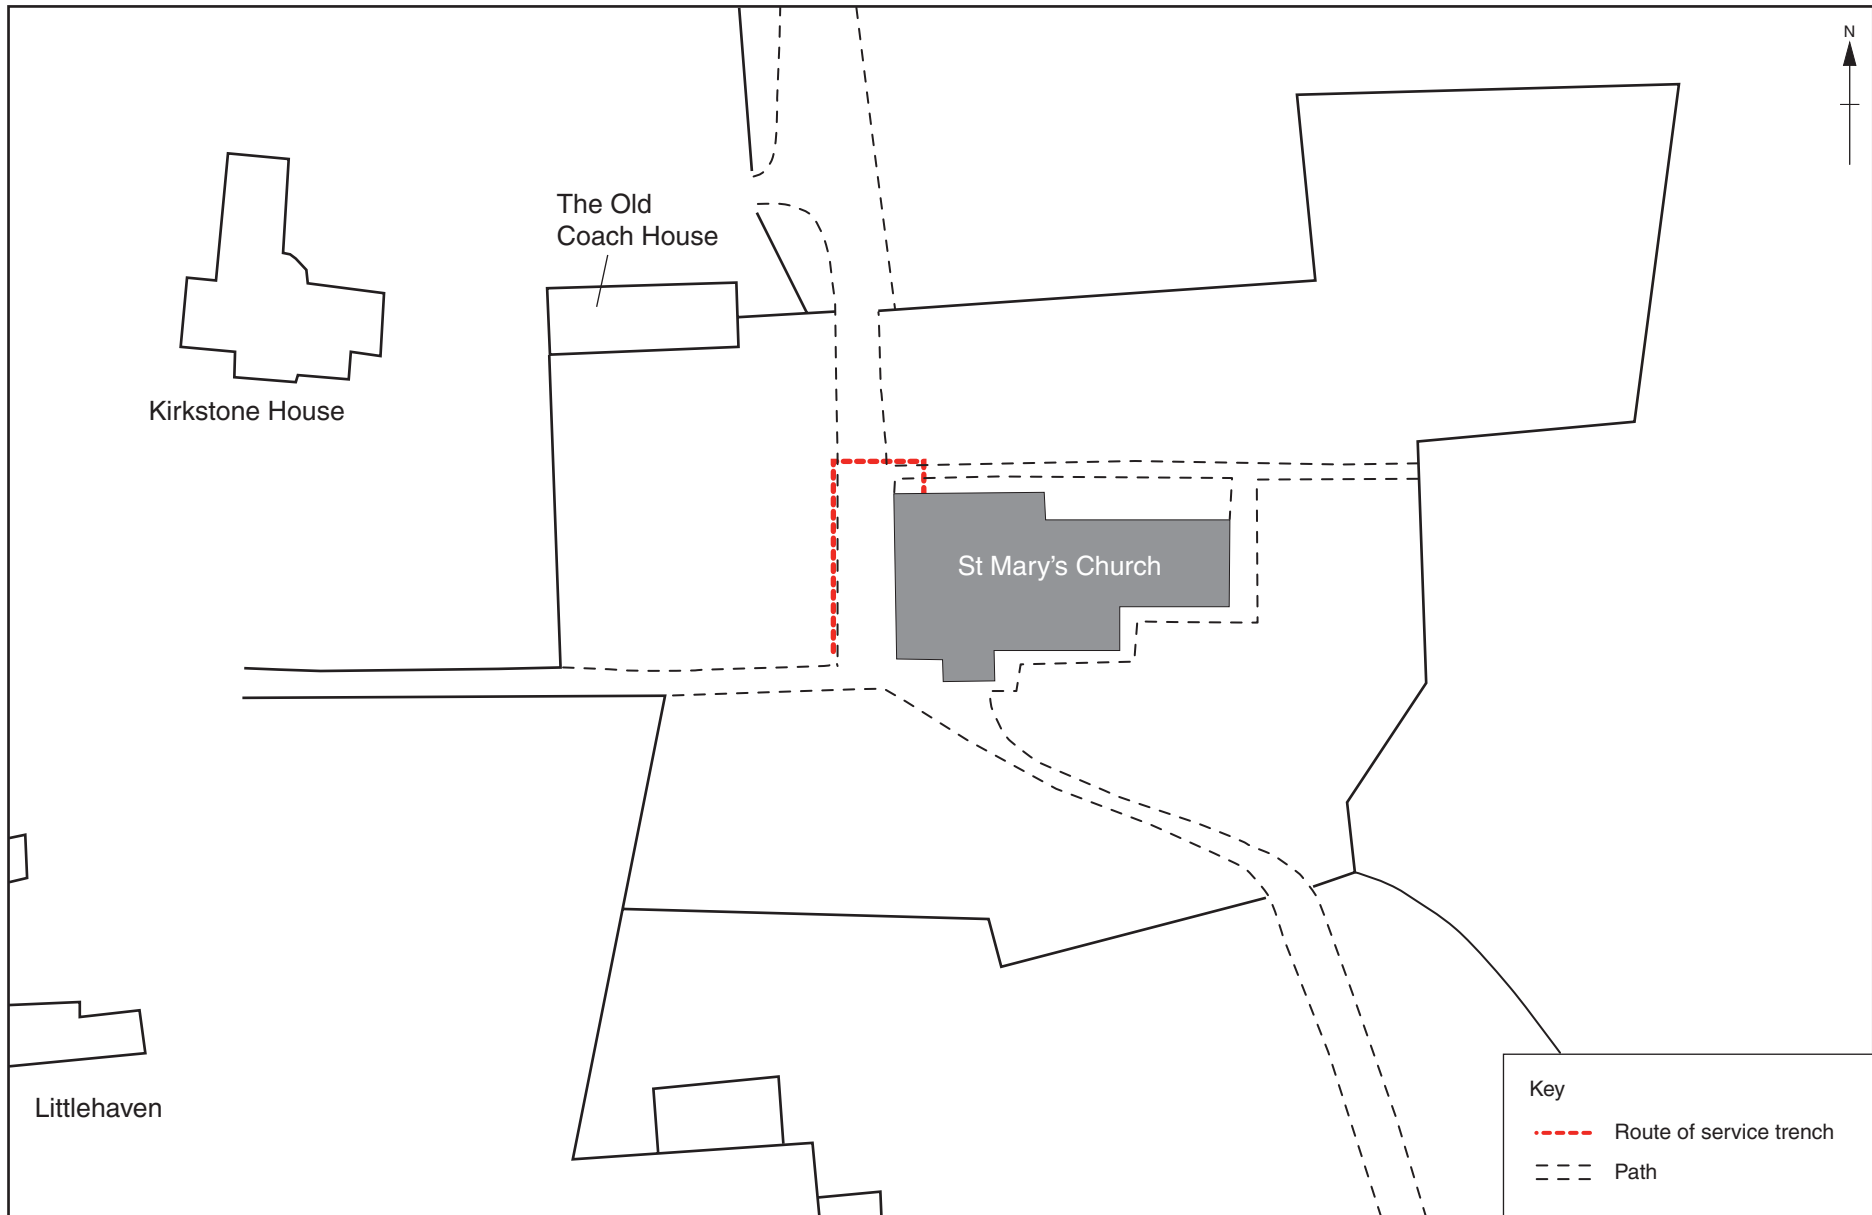 N
The Old
Coach House
Kirkstone House
St Mary's Church
Littlehaven
Key
Route of service trench
Path